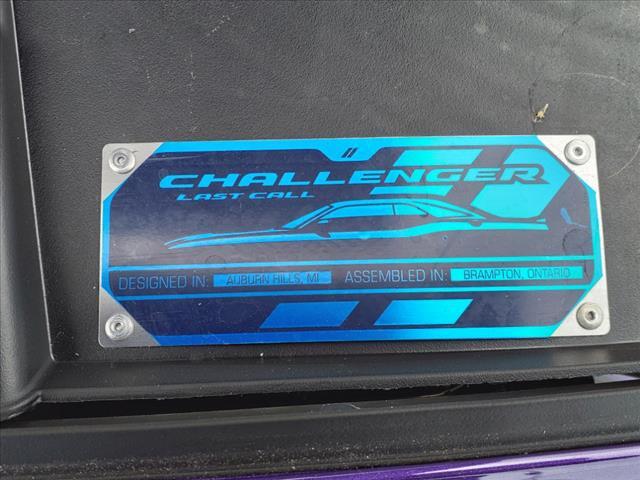 CHALLENGER
LAST CALL
DESIGNED IN: AUBURN HILLS, MI ASSEMBLED IN: BRAMPTON, ONTARIO